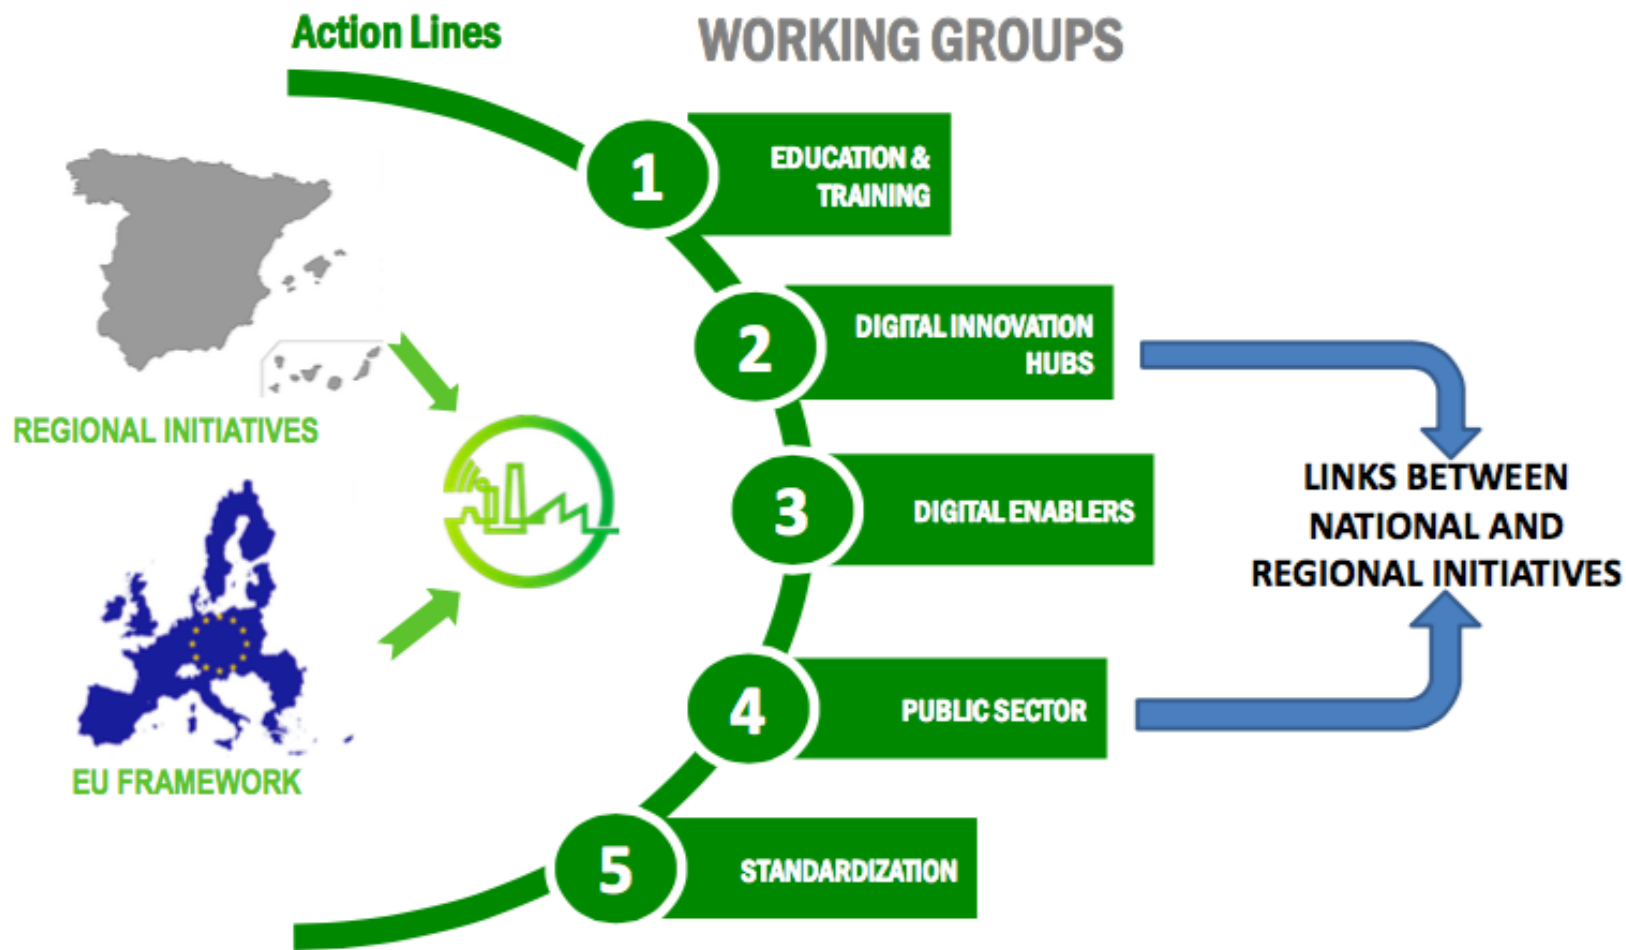 Action Lines
WORKING GROUPS
1
EDUCATION &
TRAINING
2
DIGITAL INNOVATION
HUBS
REGIONAL INITIATIVES
3
DIGITAL ENABLERS
LINKS BETWEEN
NATIONAL AND
REGIONAL INITIATIVES
4
PUBLIC SECTOR
EU FRAMEWORK
5
STANDARDIZATION